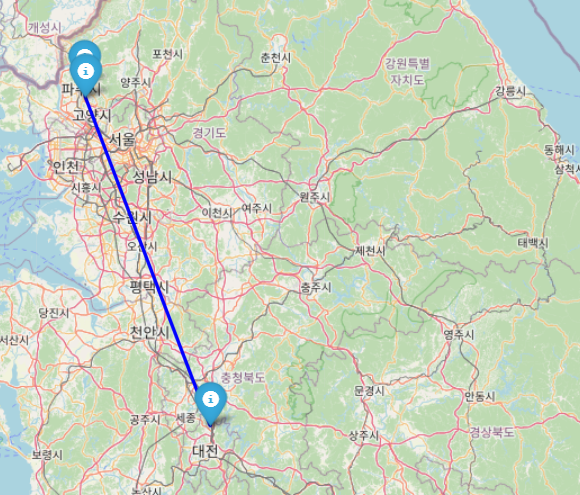 개성시
포천시
춘천시
강원특별
자치도
파주시
양주시
강릉시
고양시
서울
경기도
동해시
인천
삼척시
시흥시
성남시
수원시
이천시
여주시
원주시
오산시
제천시
태백시
평택시
충주시
당진시
천안시
서산시
영주시
충청북도
문경시
안동시
공주시
세종
상주시
경상북도
보령시
대전
논산시